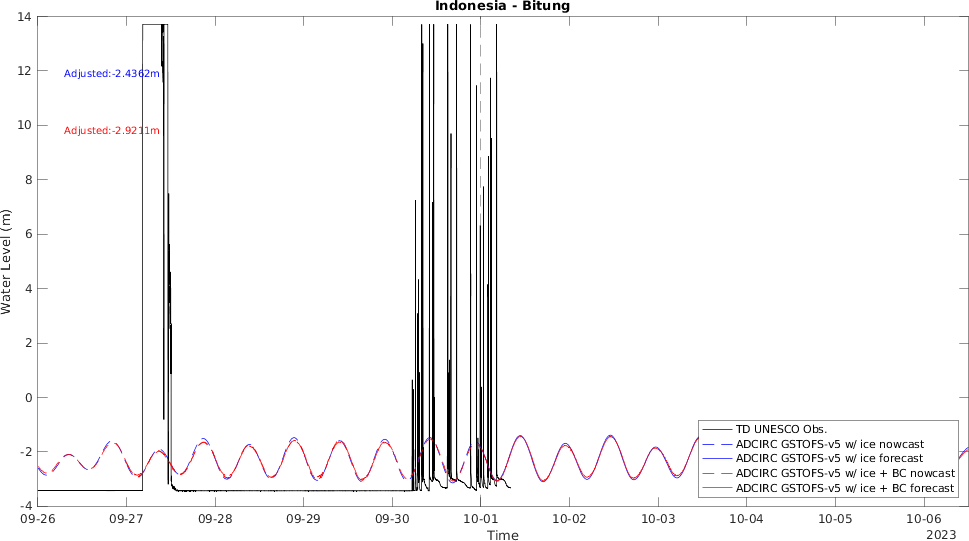 Indonesia - Bitung
14
12
10
8
6
4
2
0
-2
-4
Water Level (m)
Adjusted:-2.4362m
Adjusted:-2.9211m
TD UNESCO Obs.
ADCIRC GSTOFS-v5 w/ ice nowcast
ADCIRC GSTOFS-v5 w/ ice forecast
ADCIRC GSTOFS-v5 w/ ice + BC nowcast
ADCIRC GSTOFS-v5 w/ ice + BC forecast
09-26 09-27 09-28 09-29 09-30 10-01 10-02 10-03 10-04 10-05 10-06
Time
2023